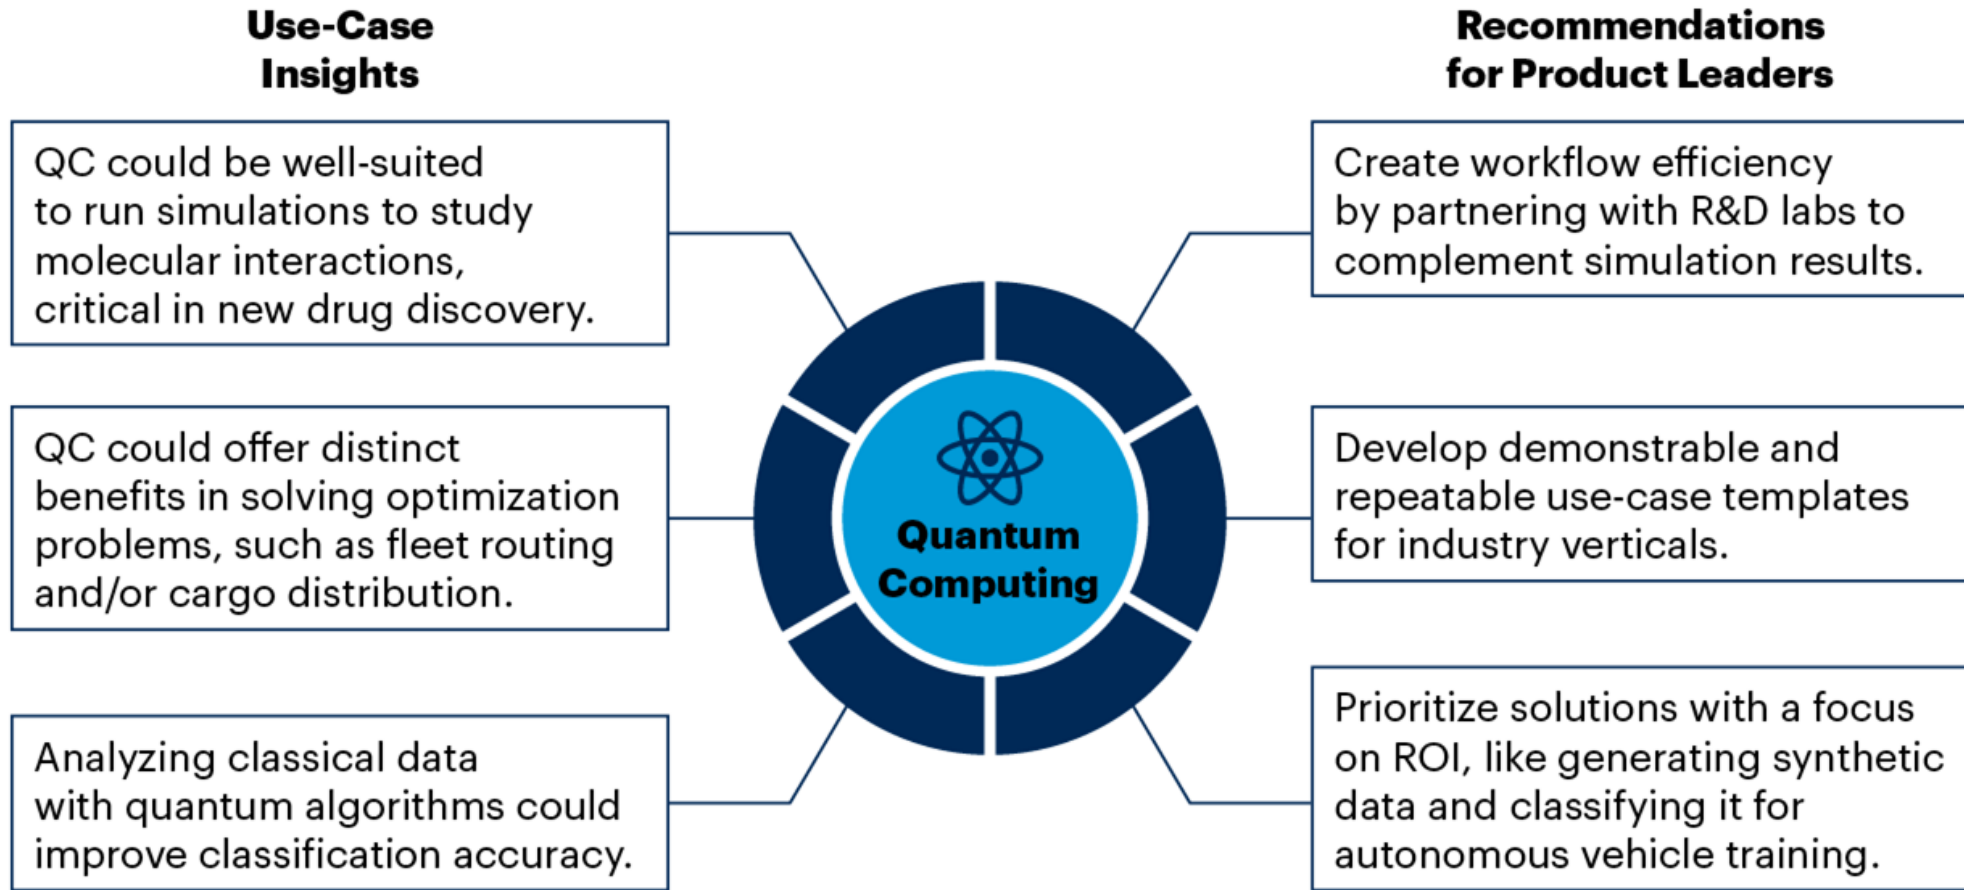 Use-Case
Insights
QC could be well-suited
to run simulations to study
molecular interactions,
critical in new drug discovery.
QC could offer distinct
benefits in solving optimization
problems, such as fleet routing
and/or cargo distribution.
Analyzing classical data
with quantum algorithms could
improve classification accuracy.
Quantum
Computing
Recommendations
for Product Leaders
Create workflow efficiency
by partnering with R&D labs to
complement simulation results.
Develop demonstrable and
repeatable use-case templates
for industry verticals.
Prioritize solutions with a focus
on ROI, like generating synthetic
data and classifying it for
autonomous vehicle training.